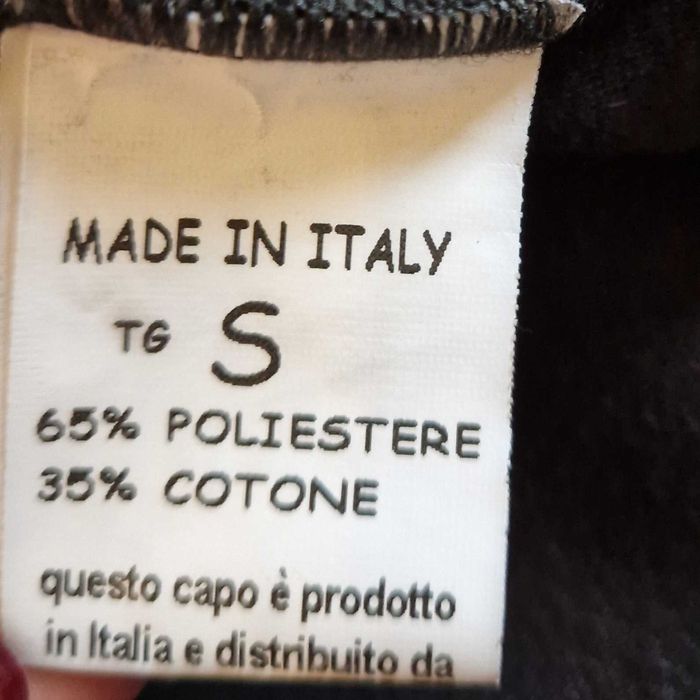 MADE IN ITALY
TG S
65% POLIESTERE
35% COTONE
questo capo è prodotto
in Italia e distribuito da